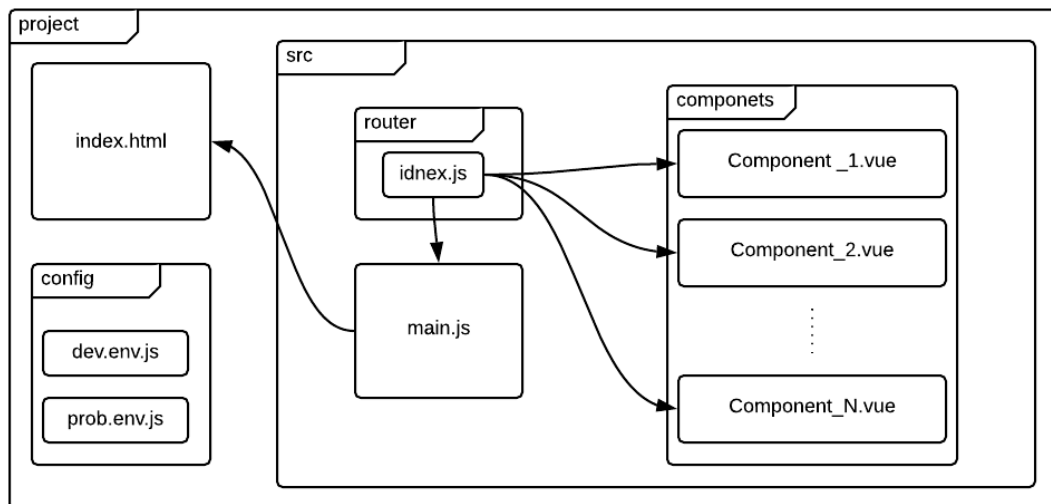 project
index.html
config
dev.env.js
prob.env.js
src
router
idnex.js
main.js
componets
Component _1.vue
Component_2.vue
Component_N.vue